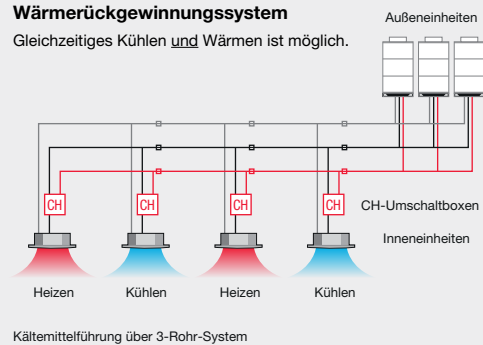 Wärmerückgewinnungssystem
Außeneinheiten
Gleichzeitiges Kühlen und Wärmen ist möglich.
CH CH CH CH CH-Umschaltboxen
Inneneinheiten
Heizen Kühlen Heizen Kühlen
Kältemittelführung über 3-Rohr-System